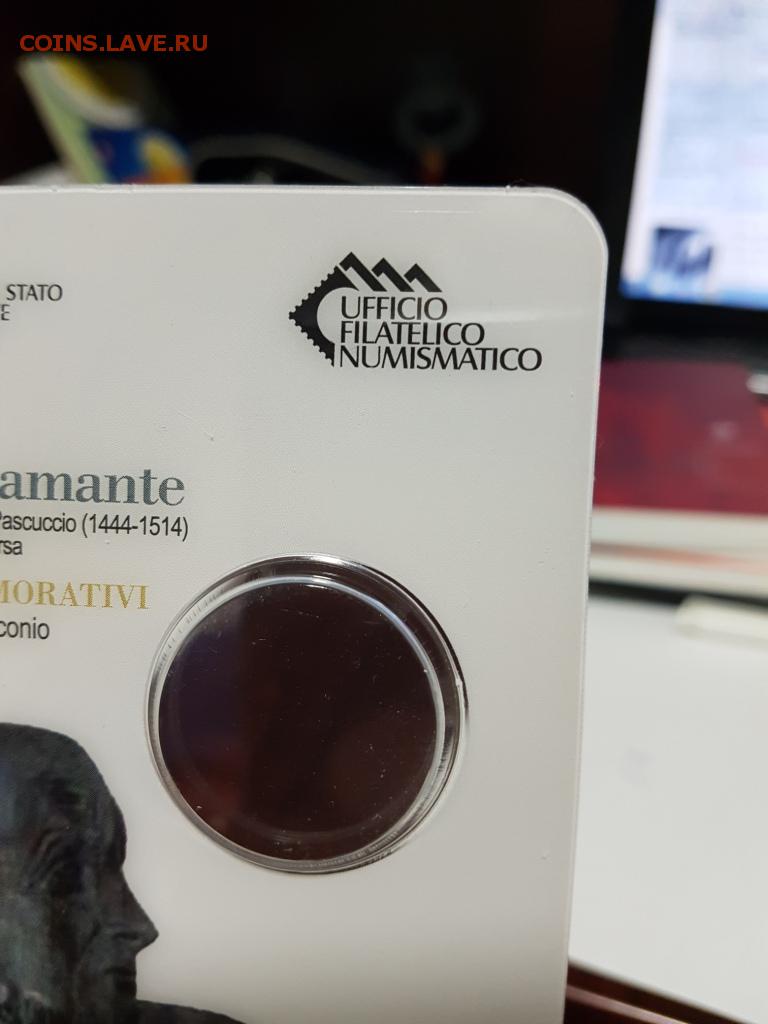 COINS.LAVE.RU
STATO
UFFICIO
FILATELICO
NUMISMATICO
amante
Pascuccio (1444-1514)
rsa
MORATIVI
conio